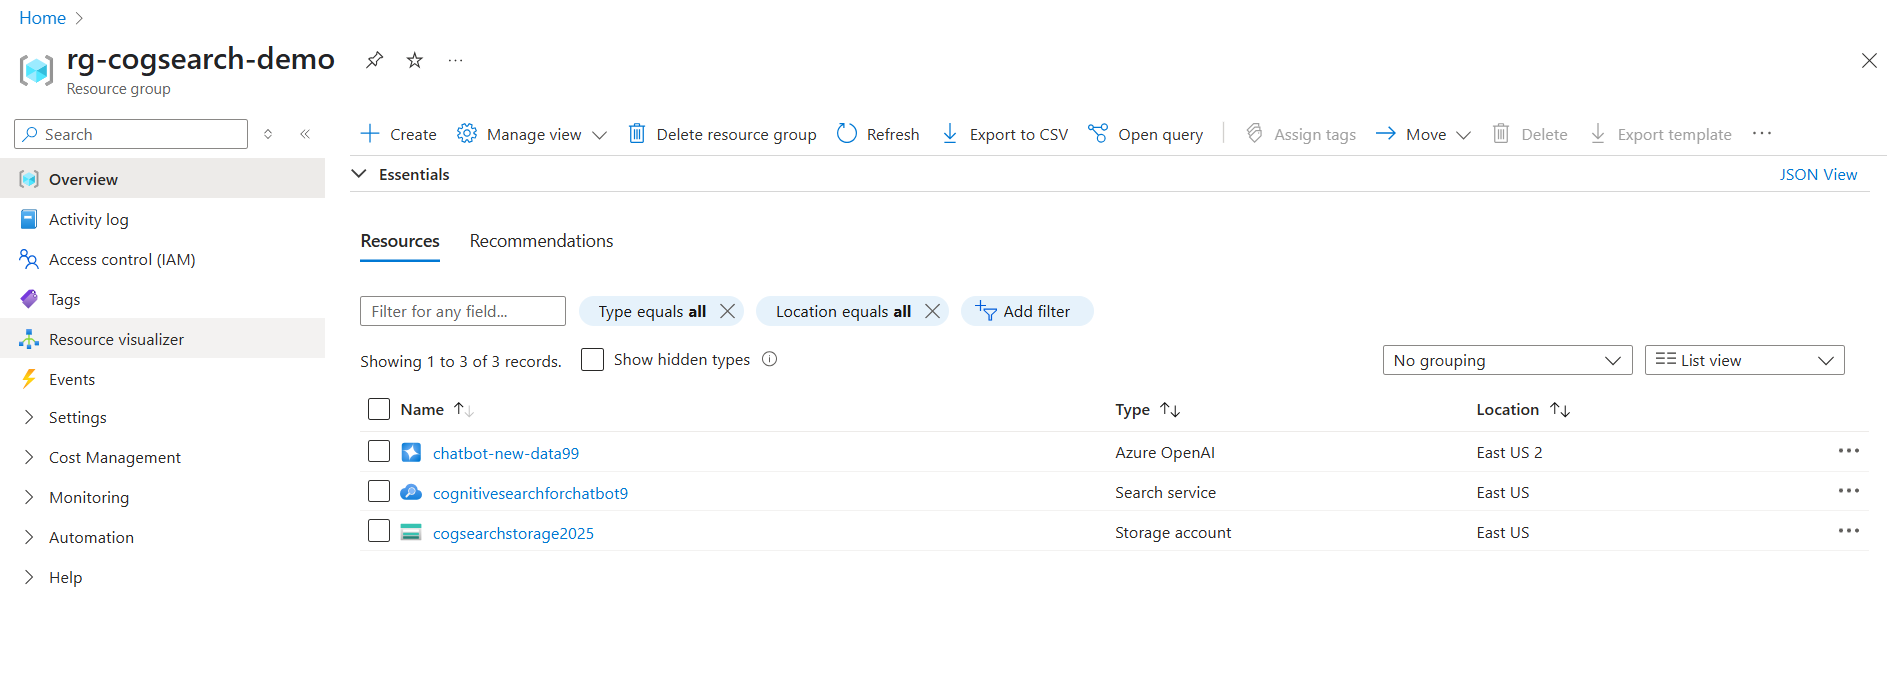 Home
rg-cogsearch-demo
Resource group
Search
Overview
Activity log
Access control (IAM)
Tags
Resource visualizer
Events
Settings
Cost Management
Monitoring
Automation
Help
Create Manage view Delete resource group Refresh Export to CSV Open query Assign tags Move Delete Export template
Essentials JSON View
Resources Recommendations
Filter for any field... Type equals all Location equals all Add filter
Showing 1 to 3 of 3 records. Show hidden types No grouping List view
Name Type Location
chatbot-new-data99 Azure OpenAI East US 2
cognitivesearchforchatbot9 Search service East US
cogsearchstorage2025 Storage account East US